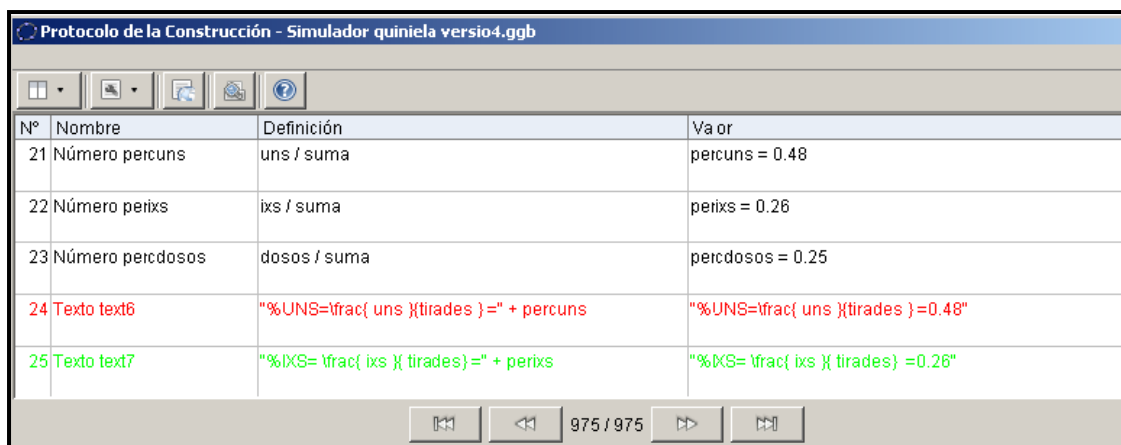 Protocolo de la Construcción - Simulador quiniela versio4.ggb
Nº Nombre Definición Va or
21 Número percuns uns / suma percuns = 0.48
22 Número perixs ixs / suma perixs = 0.26
23 Número percdosos dosos / suma percdosos = 0.25
24 Texto text6 "%UNS=\frac{ uns }{tirades } =" + percuns "%UNS=\frac{ uns }{tirades } =0.48"
25 Texto text7 "%IXS= \frac{ ixs }{ tirades} =" + perixs "%IXS= \frac{ ixs }{ tirades} =0.26"
975 / 975